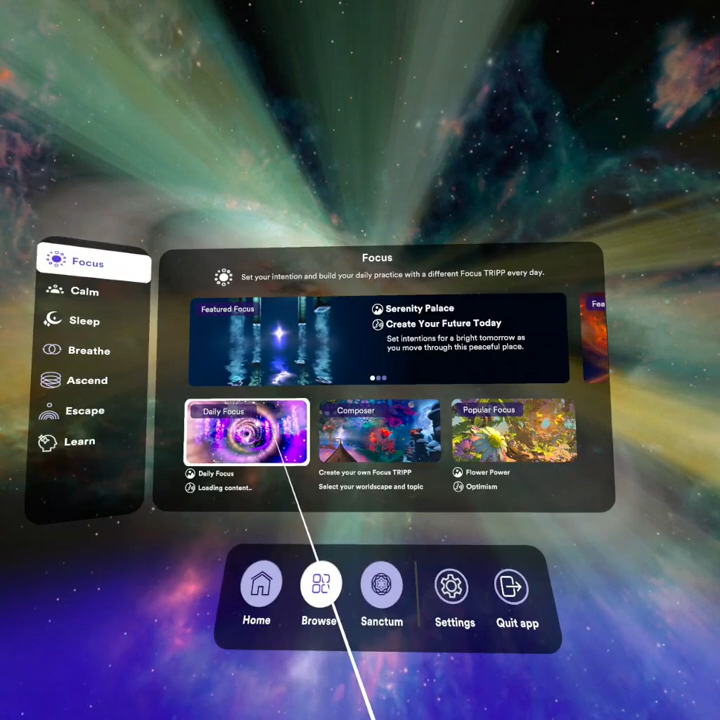 Focus
Calm
Sleep
Breathe
Ascend
Escape
Learn
Focus
Set your intention and build your daily practice with a different Focus TRIPP every day.
Featured Focus
Serenity Palace
Create Your Future Today
Set intentions for a bright tomorrow as
you move through this peaceful place.
Fea
Daily Focus
Composer
Popular Focus
Daily Focus
Loading content..
Create your own Focus TRIPP
Select your worldscape and topic
Flower Power
Optimism
Home
Browse
Sanctum
Settings
Quit app